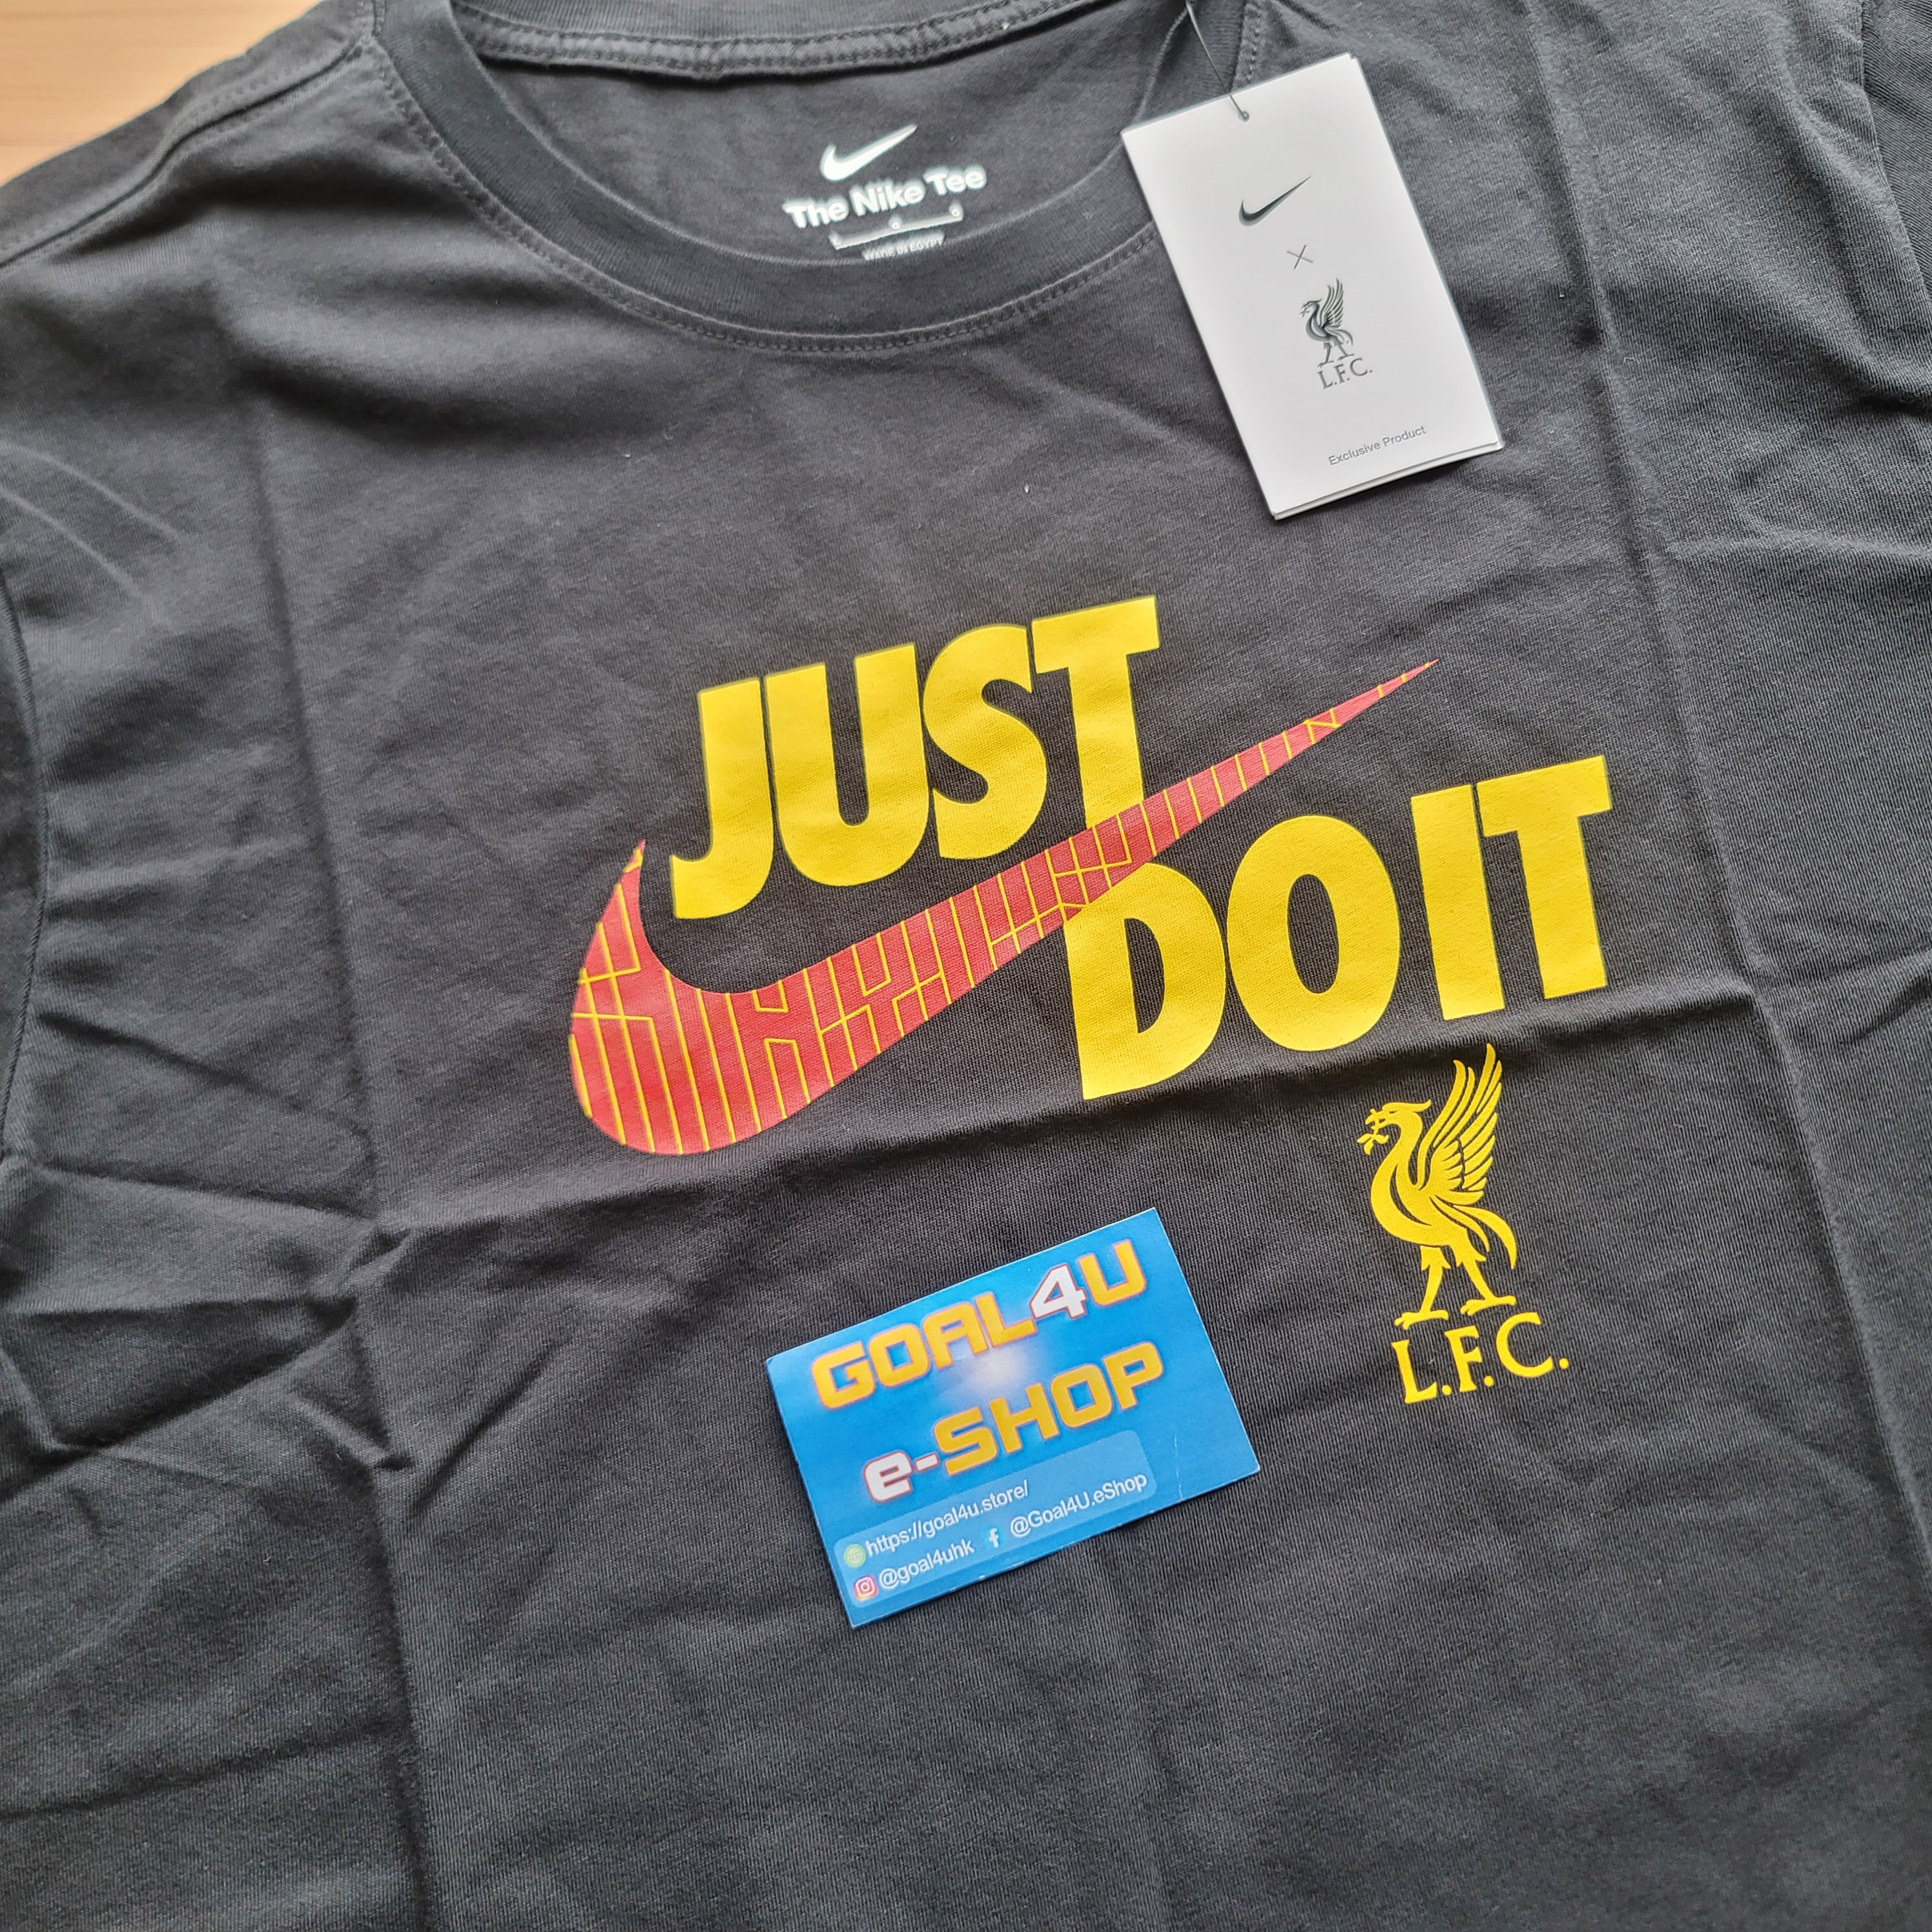 The Nike Tee
MADE IN EGYPT
L.F.C.
Exclusive Product
JUST
DO IT
L.F.C.
GOAL4U
e-SHOP
https://goal4u.store/
@goal4uhk @Goal4U.eShop